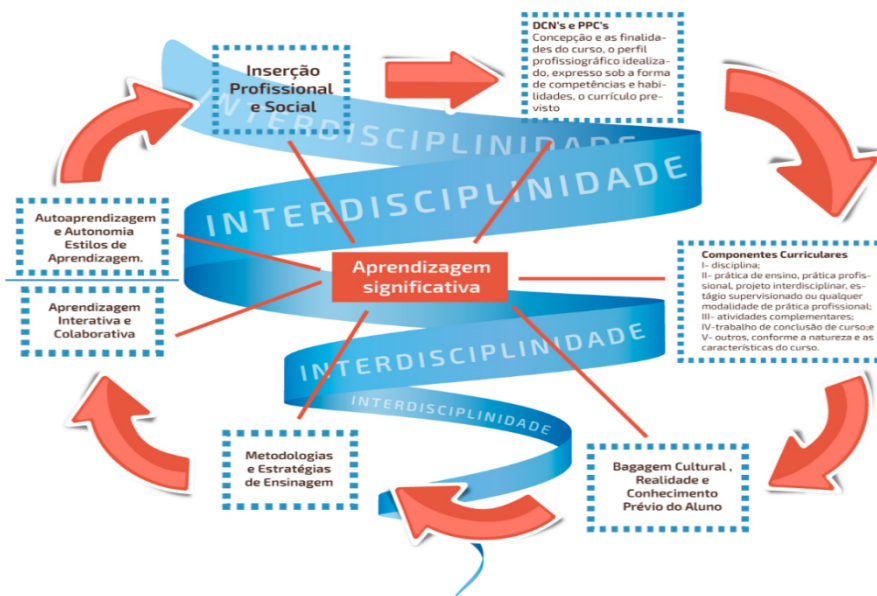 Inserção
Profissional
e Social
DCN's e PPC's
Concepção e as finalida-
des do curso, o perfil
profissiográfico idealiza-
do, expresso sob a forma
de competências e habi-
lidades, o currículo pre-
visto
INTERDISCIPLINIDADE
INTERDISCIPLINIDADE
Autoaprendizagem
e Autonomia
Estilos de
Aprendizagem.
Aprendizagem
Interativa e
Colaborativa
Aprendizagem
significativa
Componentes Curriculares
I- disciplina;
II- prática de ensino, prática profis-
sional, projeto interdisciplinar, es-
tágio supervisionado ou qualquer
modalidade de prática profissional;
III- atividades complementares;
IV-trabalho de conclusão de curso;e
V- outros, conforme a natureza e as
características do curso.
INTERDISCIPLINIDADE
INTERDISCIPLINIDADE
Metodologias
e Estratégias
de Ensinagem
Bagagem Cultural ,
Realidade e
Conhecimento
Prévio do Aluno